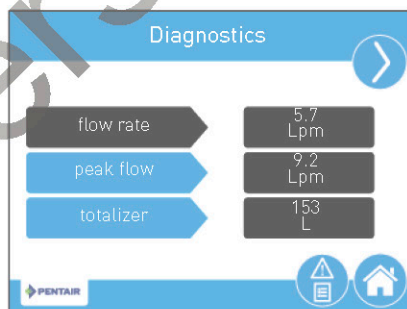 Diagnostics
flow rate
5.7
Lpm
peak flow
9.2
Lpm
totalizer
153
L
PENTAIR